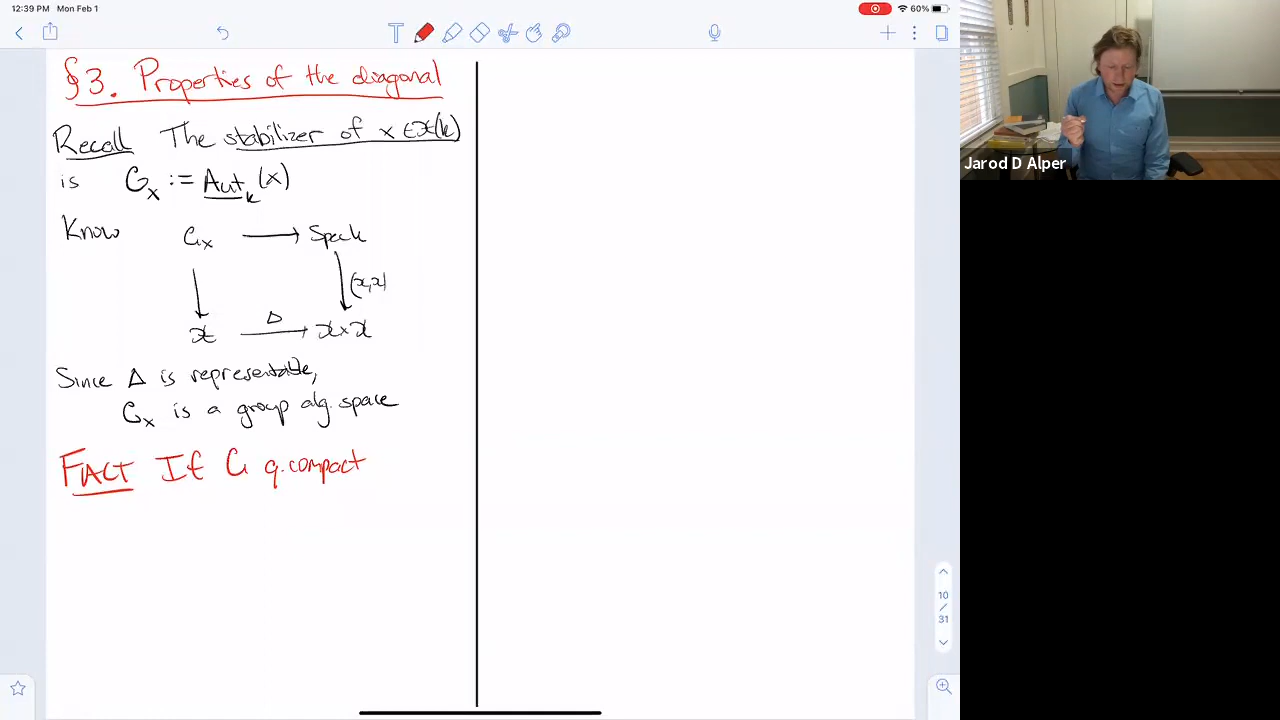 12:39 PM Mon Feb 1
60%
§3. Properties of the diagonal
Recall The stabilizer of x ∈ 𝒳(k)
is G_x := Aut_k(x)
Know G_x → Spec k
(x,x)
𝒳 —Δ→ 𝒳 × 𝒳
Since Δ is representable,
G_x is a group alg. space
FACT If G q.compact
Jarod D Alper
10
/
31